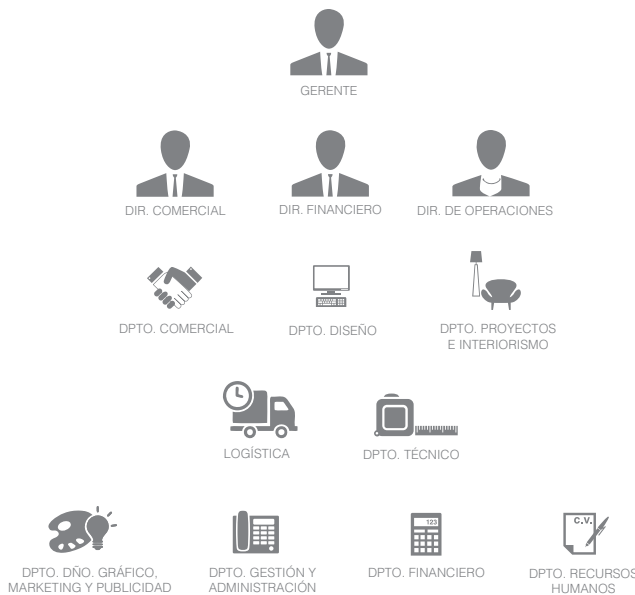 GERENTE
DIR. COMERCIAL
DIR. FINANCIERO
DIR. DE OPERACIONES
DPTO. COMERCIAL
DPTO. DISEÑO
DPTO. PROYECTOS
E INTERIORISMO
LOGÍSTICA
DPTO. TÉCNICO
123
C.V.
DPTO. DÑO. GRÁFICO,
MARKETING Y PUBLICIDAD
DPTO. GESTIÓN Y
ADMINISTRACIÓN
DPTO. FINANCIERO
DPTO. RECURSOS
HUMANOS